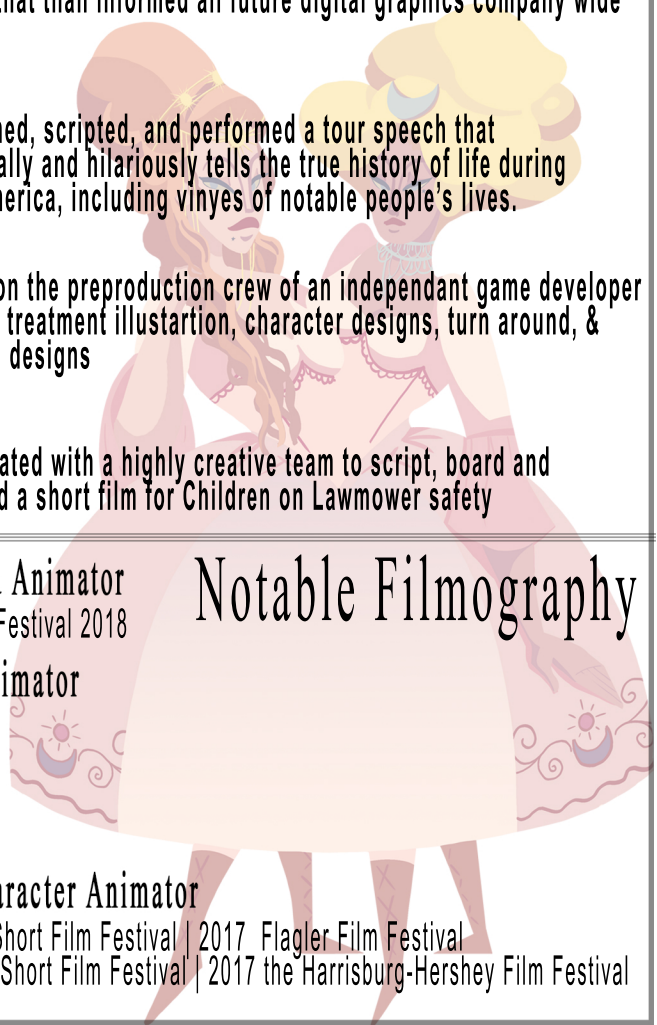 that than informed all future digital graphics company wide
ned, scripted, and performed a tour speech that
ally and hilariously tells the true history of life during
merica, including vinyes of notable people's lives.
on the preproduction crew of an independant game developer
treatment illustartion, character designs, turn around, &
designs
ated with a highly creative team to script, board and
d a short film for Children on Lawmower safety
Animator
Notable Filmography
Festival 2018
imator
aracter Animator
Short Film Festival | 2017 Flagler Film Festival
Short Film Festival | 2017 the Harrisburg-Hershey Film Festival